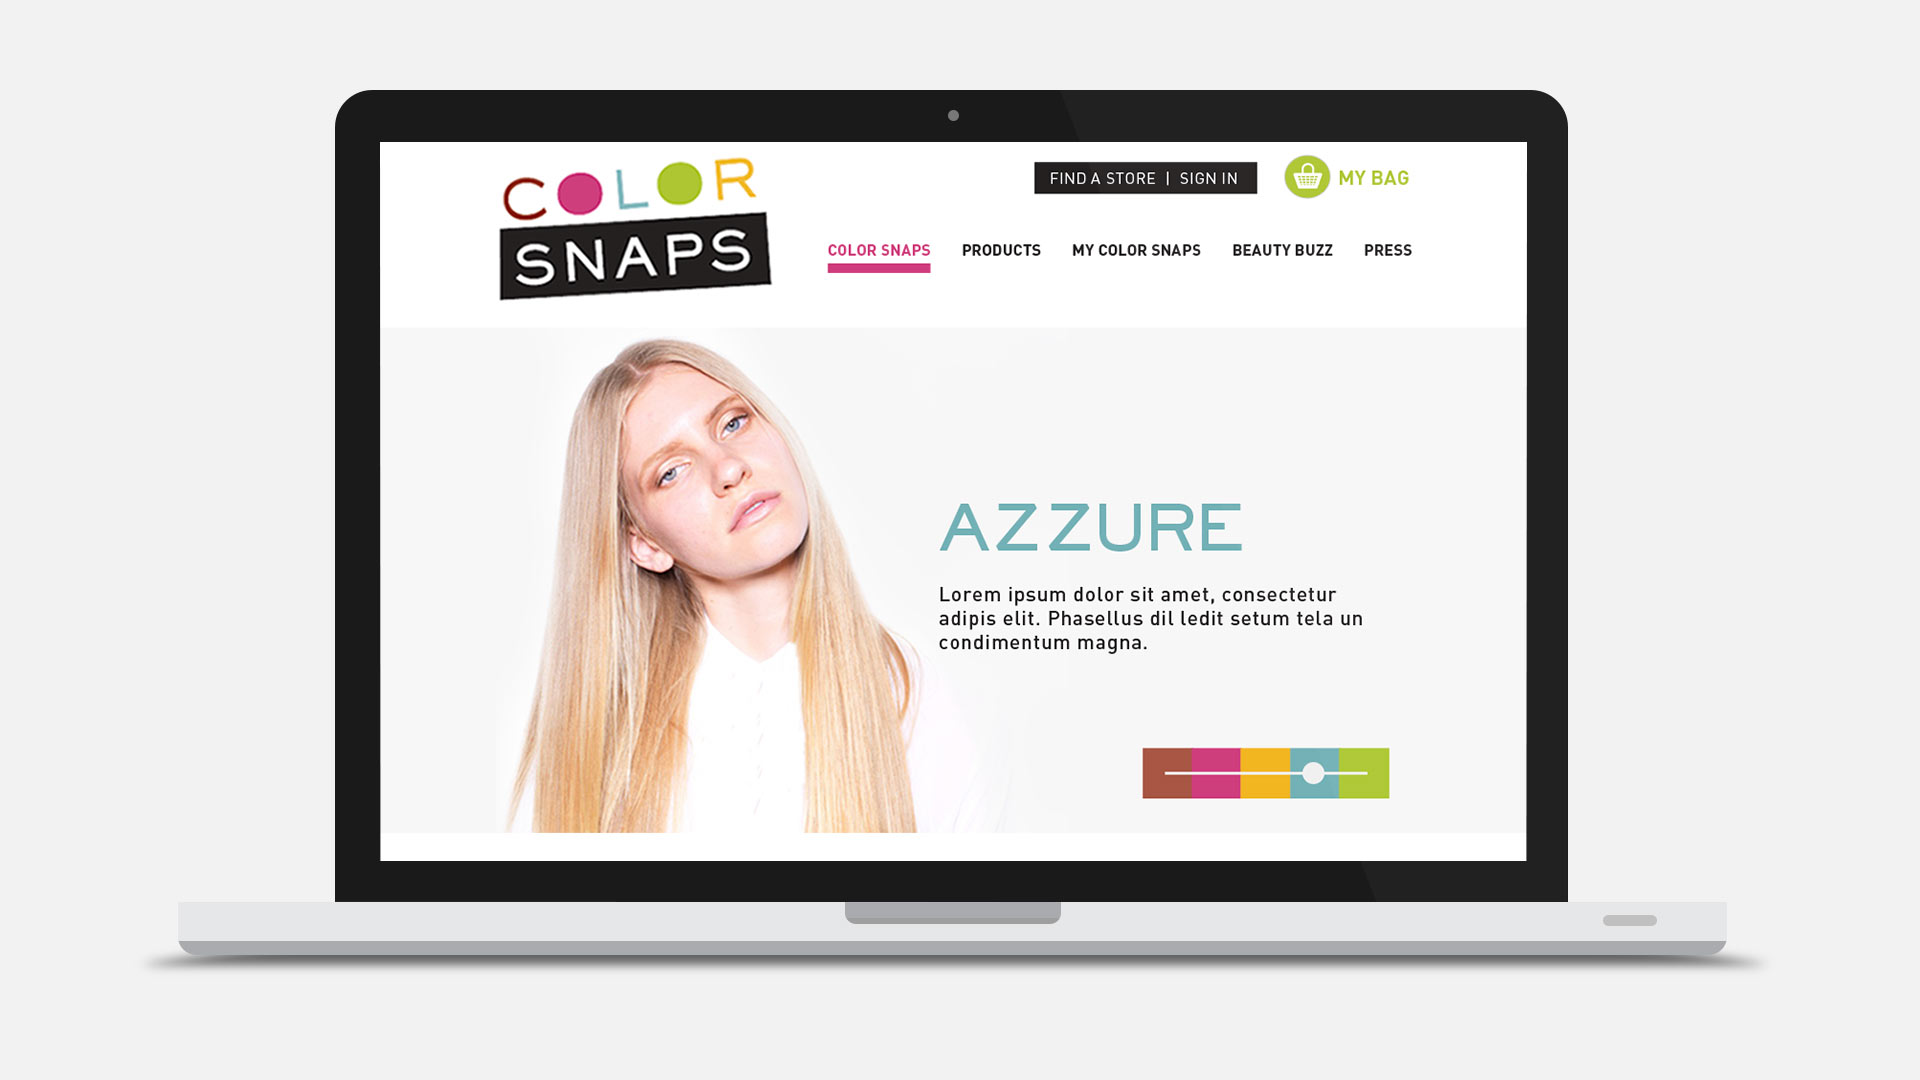 COLOR
SNAPS
FIND A STORE | SIGN IN
MY BAG
COLOR SNAPS
PRODUCTS
MY COLOR SNAPS
BEAUTY BUZZ
PRESS
AZZURE
Lorem ipsum dolor sit amet, consectetur
adipis elit. Phasellus dil ledit setum tela un
condimentum magna.